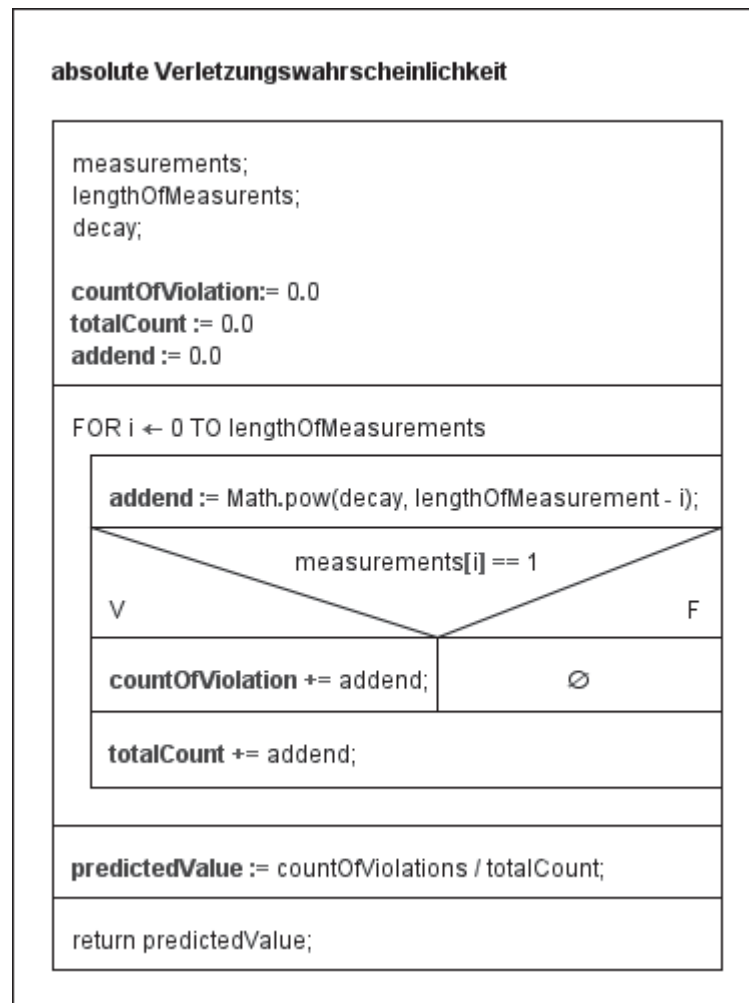 absolute Verletzungswahrscheinlichkeit
measurements;
lengthOfMeasurents;
decay;
countOfViolation:= 0.0
totalCount := 0.0
addend := 0.0
FOR i ← 0 TO lengthOfMeasurements
addend := Math.pow(decay, lengthOfMeasurement - i);
measurements[i] == 1
V
F
countOfViolation += addend;
∅
totalCount += addend;
predictedValue := countOfViolations / totalCount;
return predictedValue;